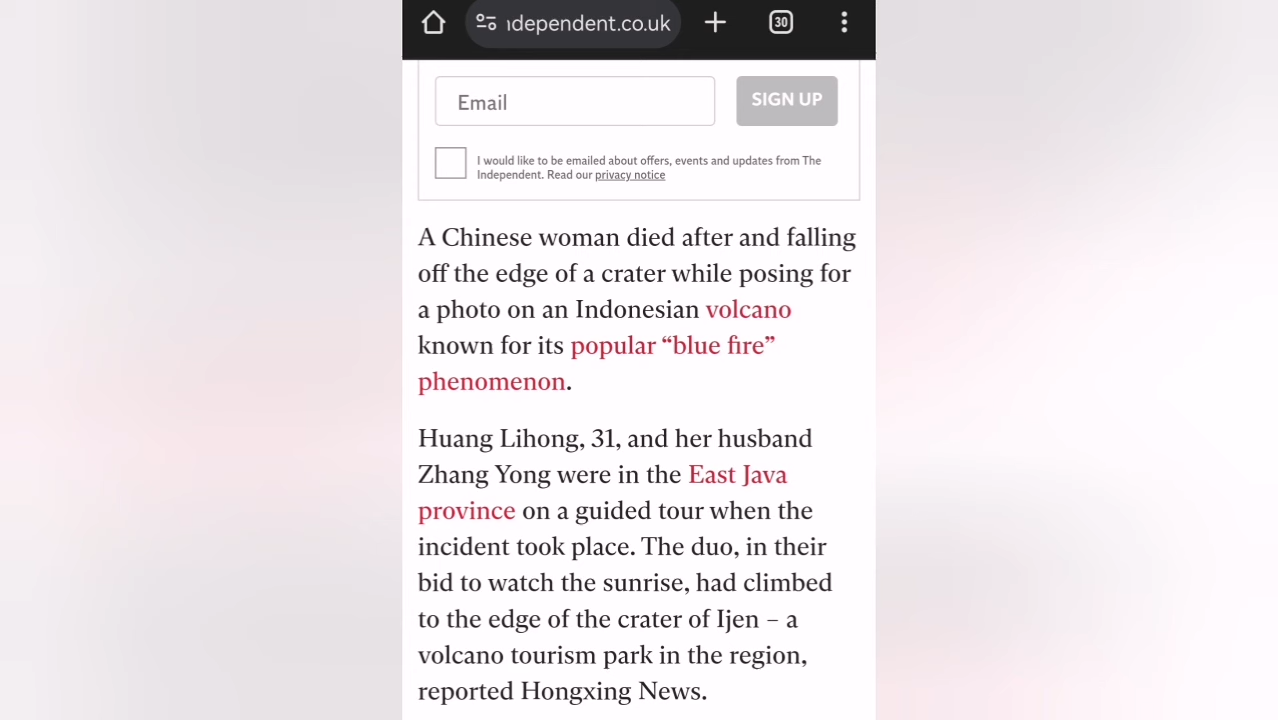 ndependent.co.uk
30
Email
SIGN UP
I would like to be emailed about offers, events and updates from The
Independent. Read our privacy notice
A Chinese woman died after and falling
off the edge of a crater while posing for
a photo on an Indonesian volcano
known for its popular “blue fire”
phenomenon.
Huang Lihong, 31, and her husband
Zhang Yong were in the East Java
province on a guided tour when the
incident took place. The duo, in their
bid to watch the sunrise, had climbed
to the edge of the crater of Ijen – a
volcano tourism park in the region,
reported Hongxing News.